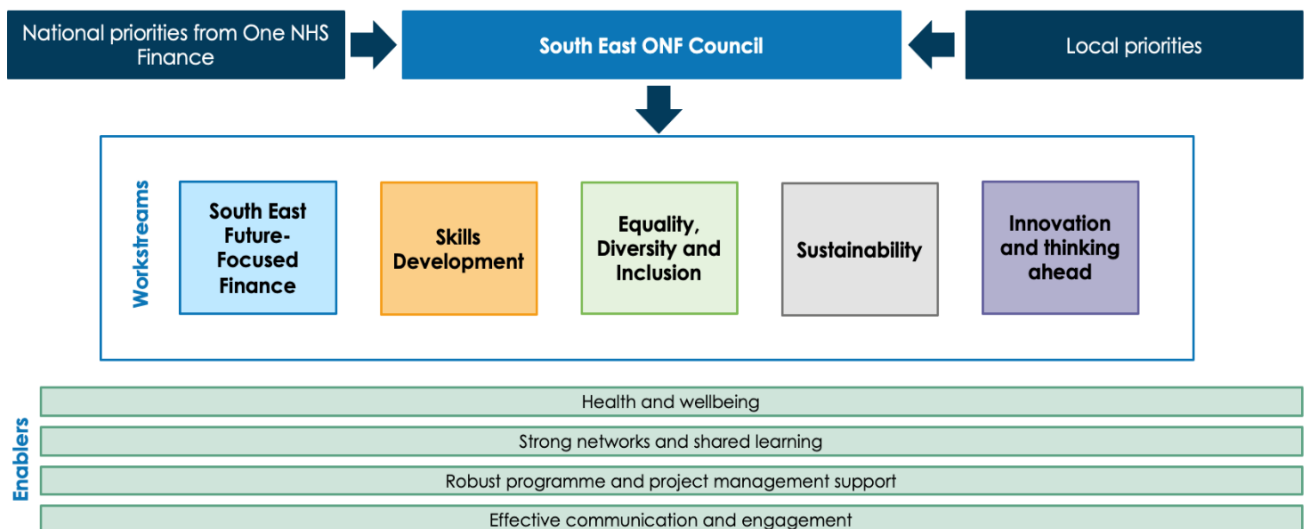 National priorities from One NHS
Finance
South East ONF Council
Local priorities
Workstreams
South East
Future-
Focused
Finance
Skills
Development
Equality,
Diversity and
Inclusion
Sustainability
Innovation
and thinking
ahead
Enablers
Health and wellbeing
Strong networks and shared learning
Robust programme and project management support
Effective communication and engagement